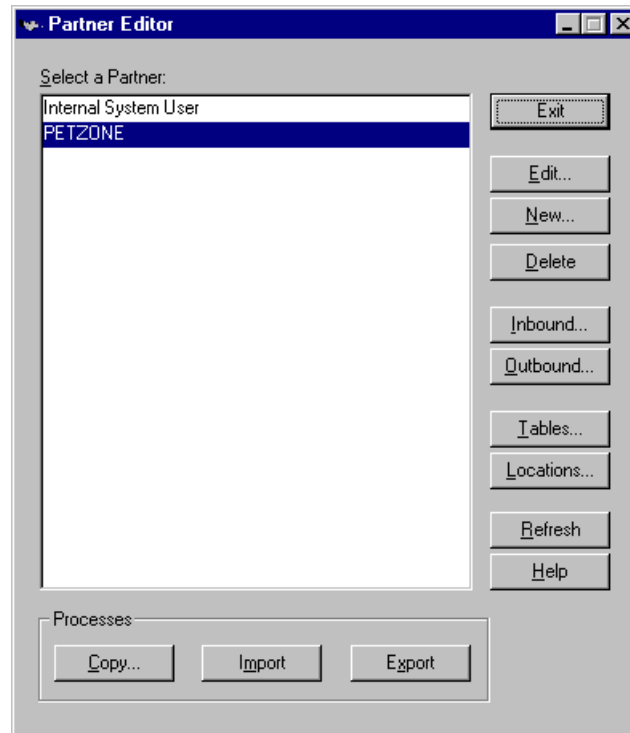 Partner Editor
Select a Partner:
Internal System User
PETZONE
Exit
Edit...
New...
Delete
Inbound...
Outbound...
Tables...
Locations...
Refresh
Help
Processes
Copy...
Import
Export